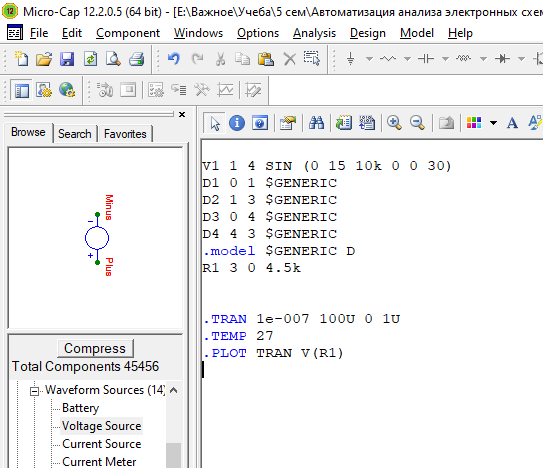 Micro-Cap 12.2.0.5 (64 bit) - [E:\Важное\Учеба\5 сем\Автоматизация анализа\электронных схем
File Edit Component Windows Options Analysis Design Model Help
Browse Search Favorites
Minus
Plus
Compress
Total Components 45456
Waveform Sources (14)
Battery
Voltage Source
Current Source
Current Meter
V1 1 4 SIN (0 15 10k 0 0 30)
D1 0 1 $GENERIC
D2 1 3 $GENERIC
D3 0 4 $GENERIC
D4 4 3 $GENERIC
.model $GENERIC D
R1 3 0 4.5k
.TRAN 1e-007 100U 0 1U
.TEMP 27
.PLOT TRAN V(R1)